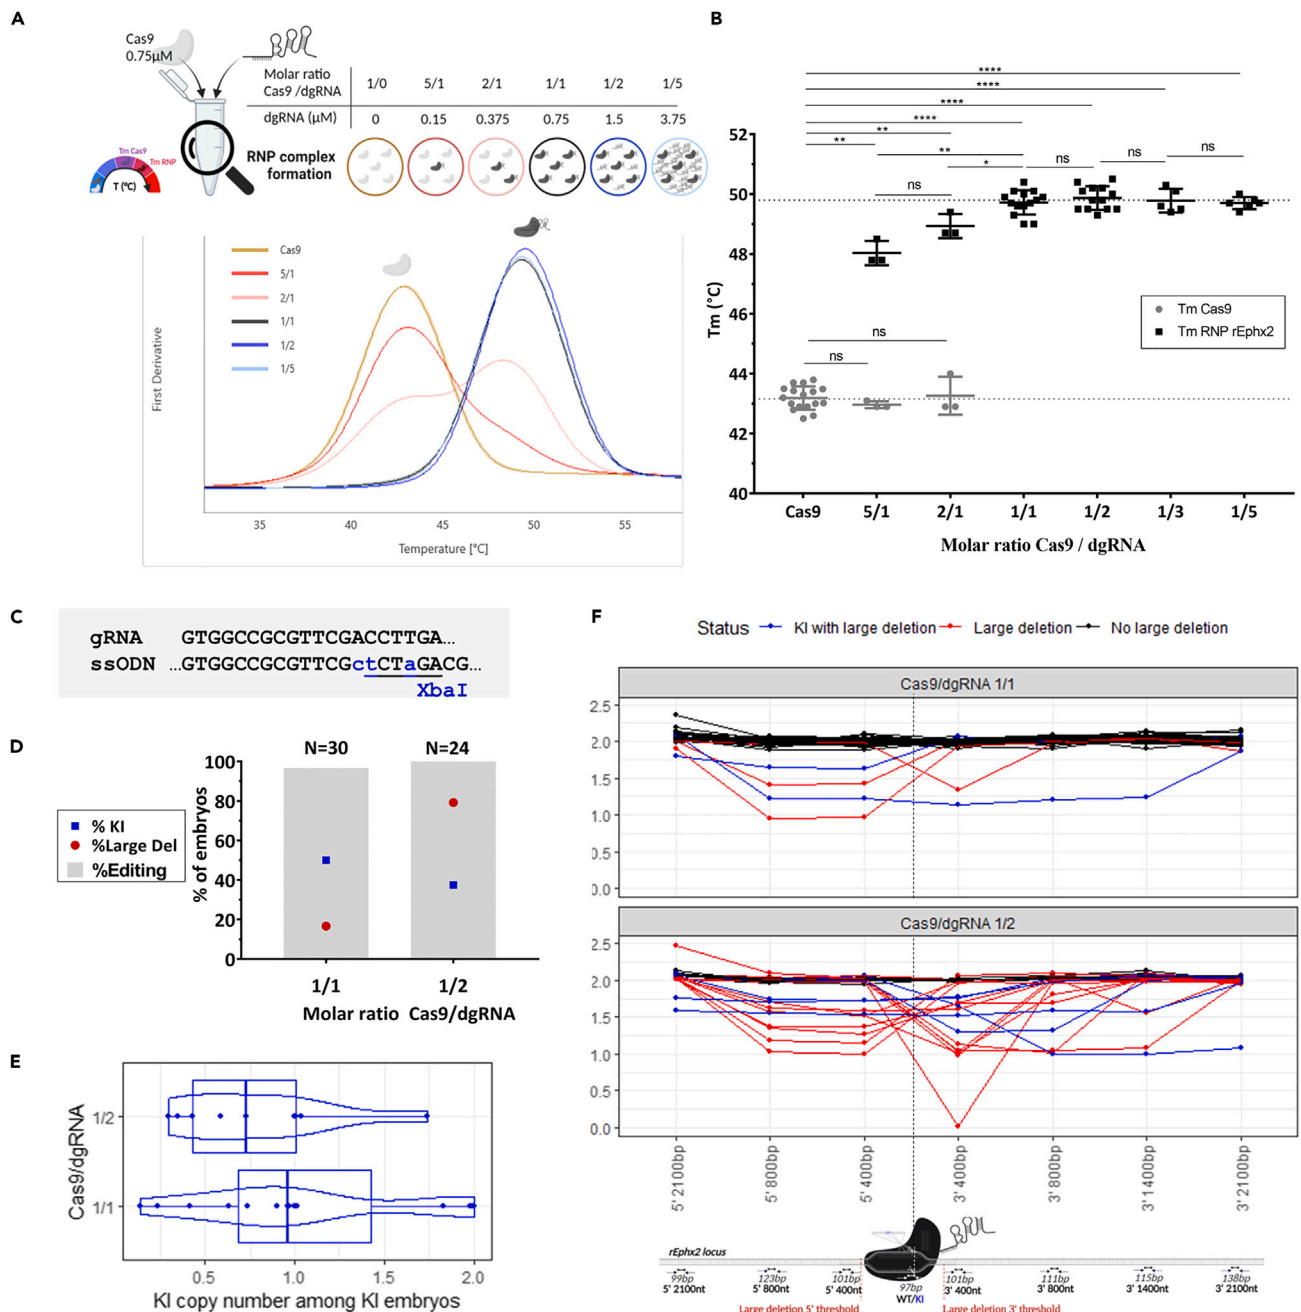 A
Cas9
0.75µM
Molar ratio
Cas9 /dgRNA
1/0 5/1 2/1 1/1 1/2 1/5
dgRNA (µM) 0 0.15 0.375 0.75 1.5 3.75
RNP complex
formation
Tm Cas9
Tm RNP
T (°C)
Cas9
5/1
2/1
1/1
1/2
1/5
First Derivative
35 40 45 50 55
Temperature [°C]
B
**** 
****
****
****
**
**
**
*
ns
ns
ns
ns
ns
ns
52
50
48
46
44
42
40
Tm (°C)
Tm Cas9
Tm RNP rEphx2
Cas9 5/1 2/1 1/1 1/2 1/3 1/5
Molar ratio Cas9 / dgRNA
C
gRNA GTGGCCGCGTTCGACCTTGA...
ssODN ...GTGGCCGCGTTCGctCTaGACG...
XbaI
D
N=30 N=24
% KI
%Large Del
%Editing
% of embryos
100
80
60
40
20
0
1/1 1/2
Molar ratio Cas9/dgRNA
E
Cas9/dgRNA
1/2
1/1
0.5 1.0 1.5 2.0
KI copy number among KI embryos
F
Status KI with large deletion Large deletion No large deletion
Cas9/dgRNA 1/1
2.5
2.0
1.5
1.0
0.5
0.0
Cas9/dgRNA 1/2
2.5
2.0
1.5
1.0
0.5
0.0
5' 2100bp 5' 800bp 5' 400bp 3' 400bp 3' 800bp 3' 1400bp 3' 2100bp
rEphx2 locus
99bp 123bp 101bp 97bp 101bp 111bp 115bp 138bp
5' 2100nt 5' 800nt 5' 400nt WT/KI 3' 400nt 3' 800nt 3' 1400nt 3' 2100nt
Large deletion 5' threshold Large deletion 3' threshold